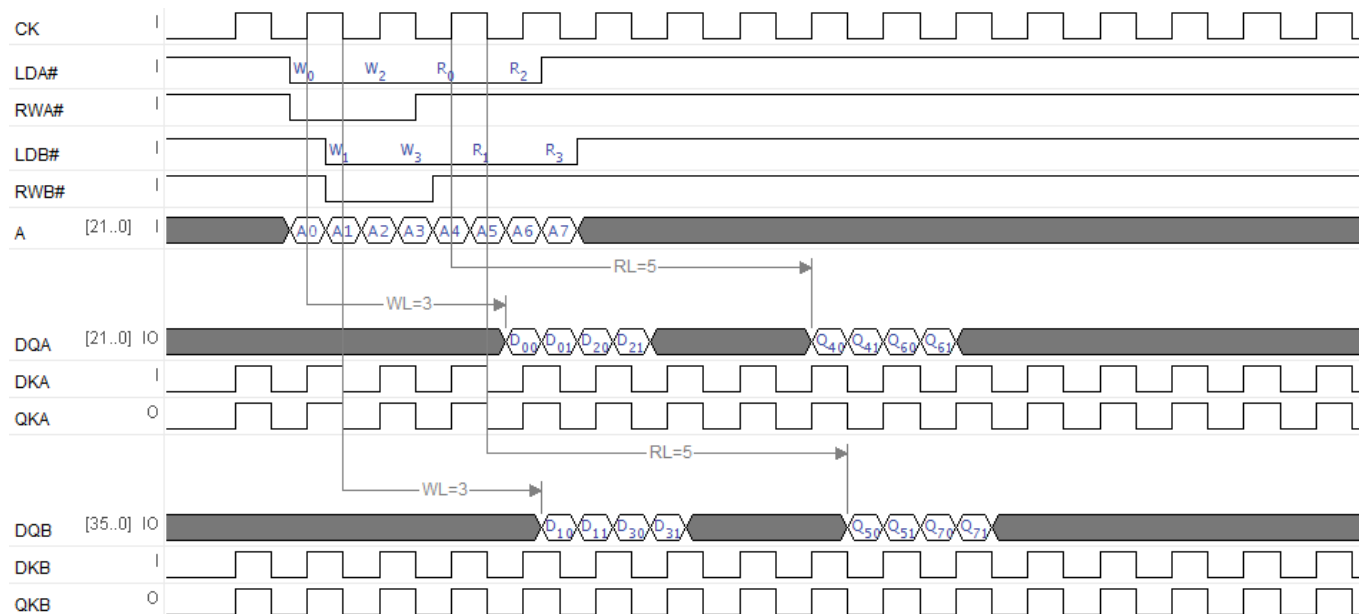 CK I
LDA# I W0 W2 R0 R2
RWA# I
LDB# I W1 W3 R1 R3
RWB# I
A [21..0] I A0 A1 A2 A3 A4 A5 A6 A7
RL=5
WL=3
DQA [21..0] IO D00 D01 D20 D21 Q40 Q41 Q60 Q61
DKA I
QKA O
RL=5
WL=3
DQB [35..0] IO D10 D11 D30 D31 Q50 Q51 Q70 Q71
DKB I
QKB O